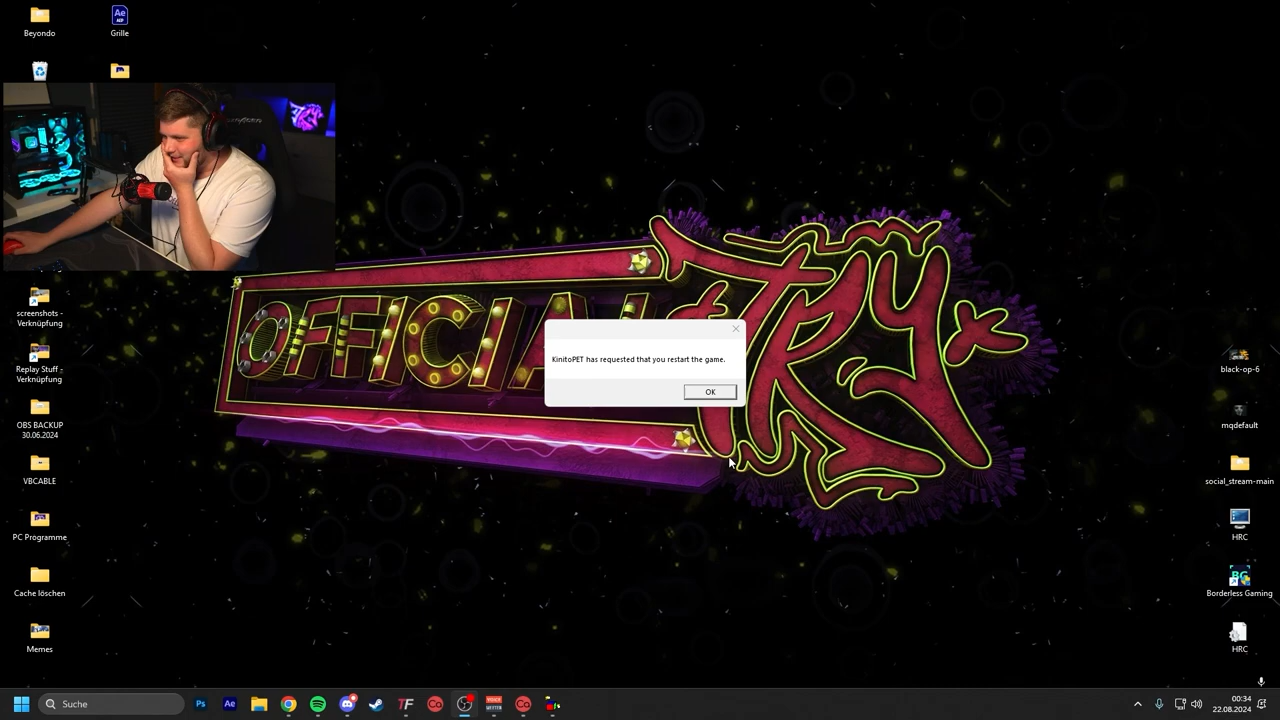 Beyondo
Grille
OFFICIAL
TRYX
screenshots -
Verknüpfung
Replay Stuff -
Verknüpfung
OBS BACKUP
30.06.2024
VBCABLE
PC Programme
Cache löschen
Memes
KinitoPET has requested that you restart the game.
OK
black-op-6
mqdefault
social_stream-main
HRC
Borderless Gaming
HRC
Suche
00:34
22.08.2024